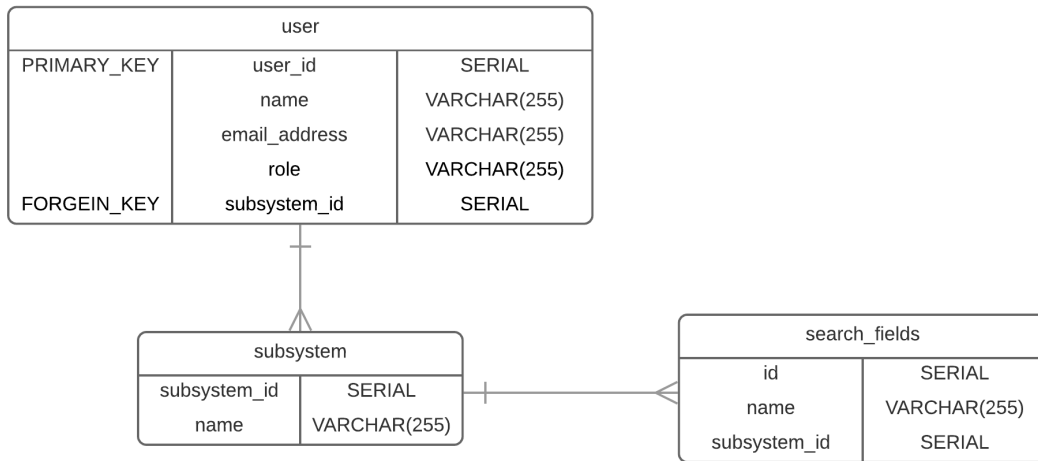 user
PRIMARY_KEY user_id SERIAL
name VARCHAR(255)
email_address VARCHAR(255)
role VARCHAR(255)
FORGEIN_KEY subsystem_id SERIAL
subsystem
subsystem_id SERIAL
name VARCHAR(255)
search_fields
id SERIAL
name VARCHAR(255)
subsystem_id SERIAL